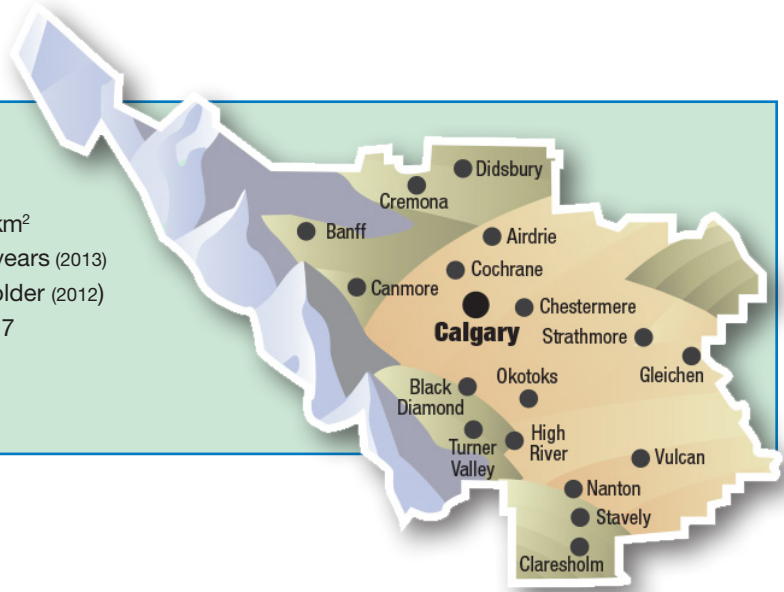 km²
years (2013)
older (2012)
7
Didsbury
Cremona
Banff
Airdrie
Cochrane
Canmore
Chestermere
Calgary
Strathmore
Gleichen
Okotoks
Black
Diamond
High
River
Turner
Valley
Vulcan
Nanton
Stavely
Claresholm